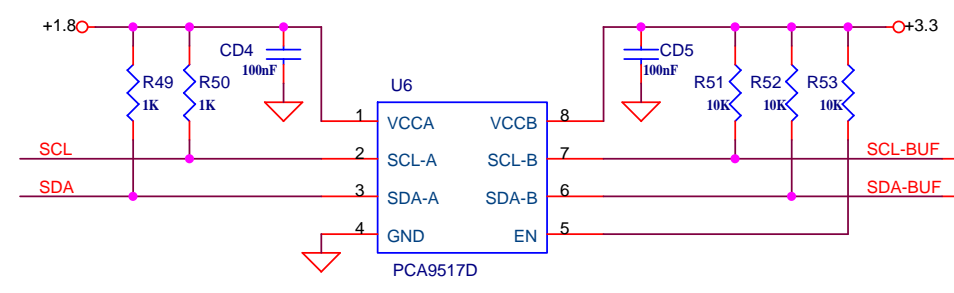 +1.8
+3.3
CD4
100nF
CD5
100nF
R49
1K
R50
1K
R51
10K
R52
10K
R53
10K
U6
1
VCCA
VCCB
8
SCL
2
SCL-A
SCL-B
7
SCL-BUF
SDA
3
SDA-A
SDA-B
6
SDA-BUF
4
GND
EN
5
PCA9517D